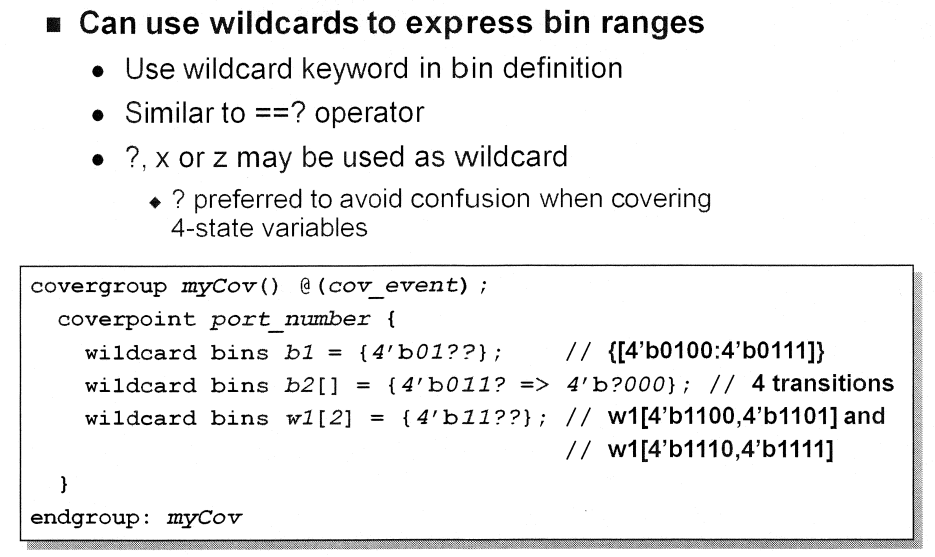 ■ Can use wildcards to express bin ranges
● Use wildcard keyword in bin definition
● Similar to ==? operator
● ?, x or z may be used as wildcard
◆ ? preferred to avoid confusion when covering
4-state variables
covergroup myCov() @(cov_event) ;
coverpoint port_number {
wildcard bins b1 = {4'b01??}; // {[4'b0100:4'b0111]}
wildcard bins b2[] = {4'b011? => 4'b?000}; // 4 transitions
wildcard bins w1[2] = {4'b11??}; // w1[4'b1100,4'b1101] and
// w1[4'b1110,4'b1111]
}
endgroup: myCov